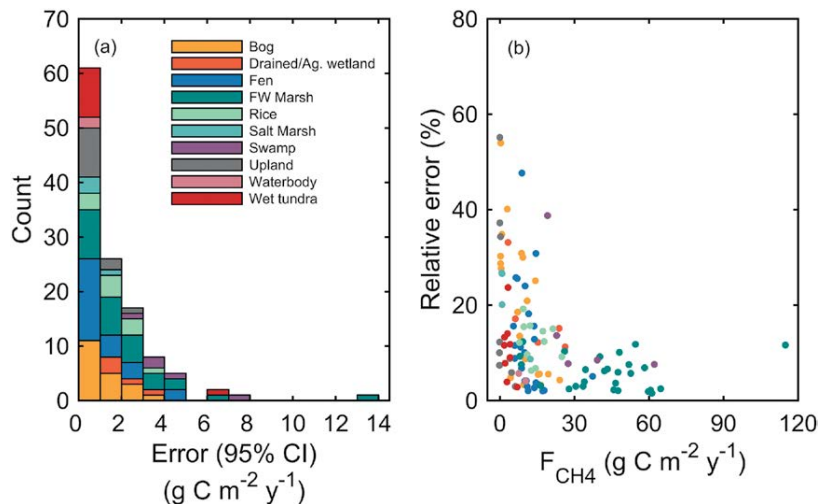 (a)
Bog
Drained/Ag. wetland
Fen
FW Marsh
Rice
Salt Marsh
Swamp
Upland
Waterbody
Wet tundra
70
60
50
40
30
20
10
0
Count
0 2 4 6 8 10 12 14
Error (95% CI)
(g C m⁻² y⁻¹)
(b)
80
60
40
20
0
Relative error (%)
0 30 60 90 120
F_CH4 (g C m⁻² y⁻¹)